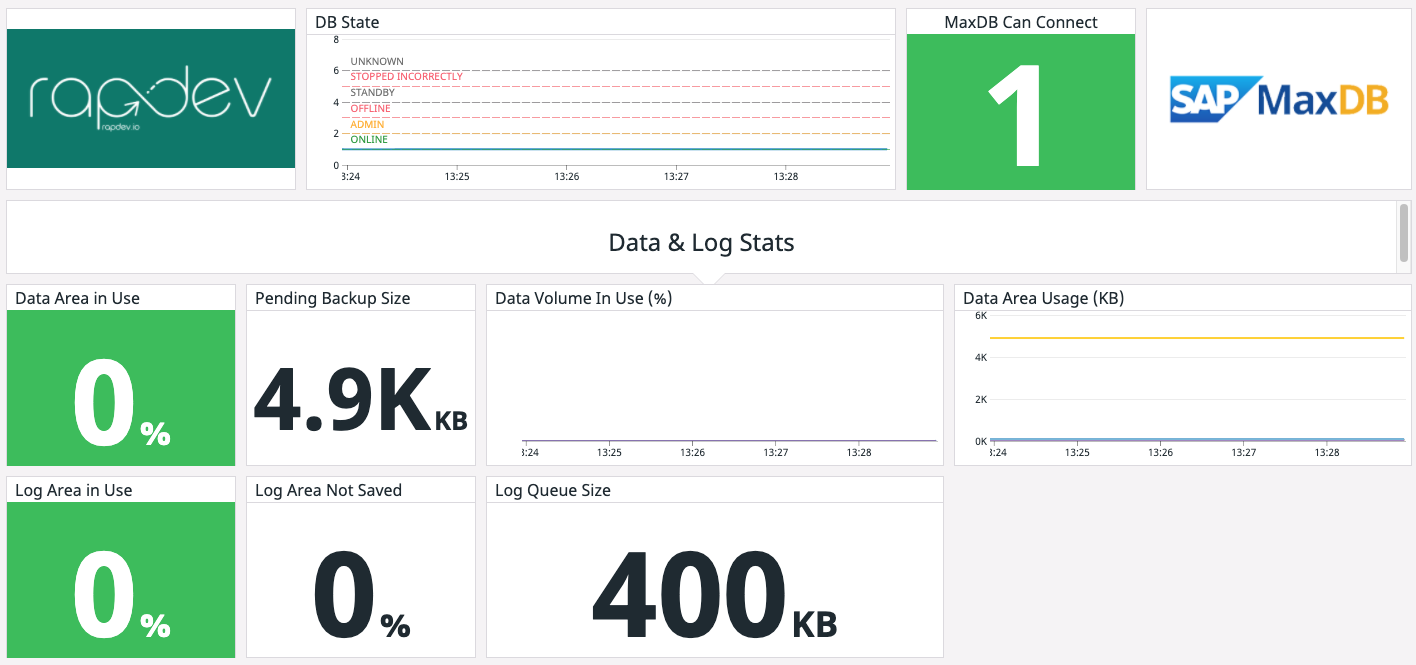 rapdev
rapdev.io
DB State
8
UNKNOWN
6
STOPPED INCORRECTLY
STANDBY
4
OFFLINE
ADMIN
2
ONLINE
0
3:24 13:25 13:26 13:27 13:28
MaxDB Can Connect
1
SAP MaxDB
Data & Log Stats
Data Area in Use
0%
Pending Backup Size
4.9K KB
Data Volume In Use (%)
3:24 13:25 13:26 13:27 13:28
Data Area Usage (KB)
6K
4K
2K
0K
3:24 13:25 13:26 13:27 13:28
Log Area in Use
0%
Log Area Not Saved
0%
Log Queue Size
400 KB